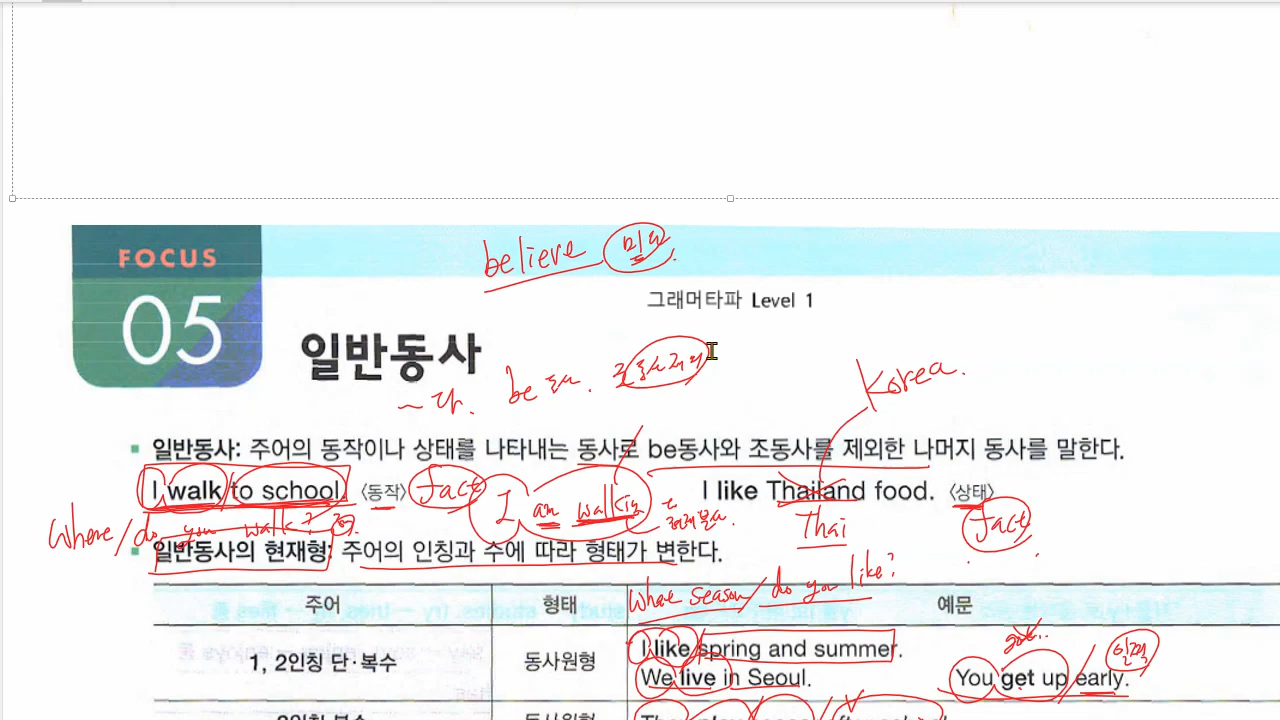 believe
FOCUS
05
그래머타파 Level 1
일반동사
~ 다. be 동사.
Korea.
일반동사: 주어의 동작이나 상태를 나타내는 동사로 be동사와 조동사를 제외한 나머지 동사를 말한다.
I walk to school. 〈동작〉 fact I am walking I like Thailand food. 〈상태〉
Where / do you walk? Thai fact
일반동사의 현재형: 주어의 인칭과 수에 따라 형태가 변한다.
season / do you like?
주어 형태 예문
1, 2인칭 단·복수 동사원형 I like spring and summer.
We live in Seoul. You get up early.